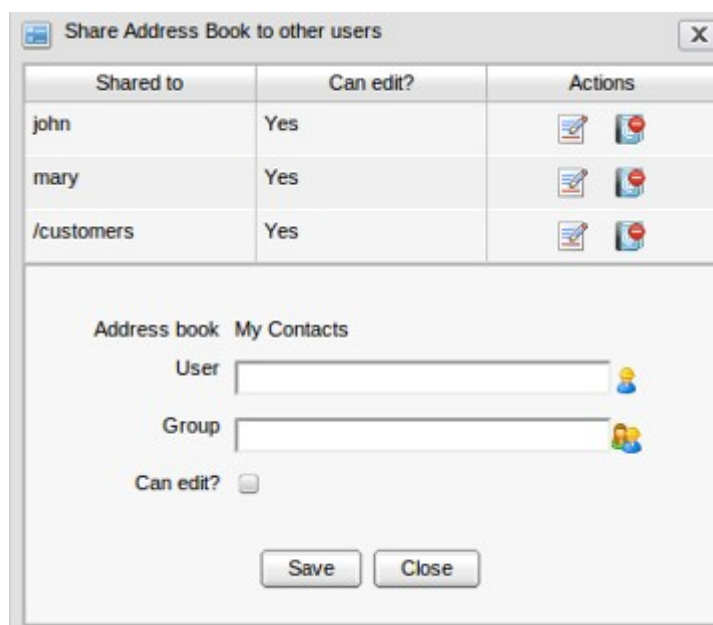 Share Address Book to other users X
Shared to Can edit? Actions
john Yes
mary Yes
/customers Yes
Address book My Contacts
User
Group
Can edit?
Save Close